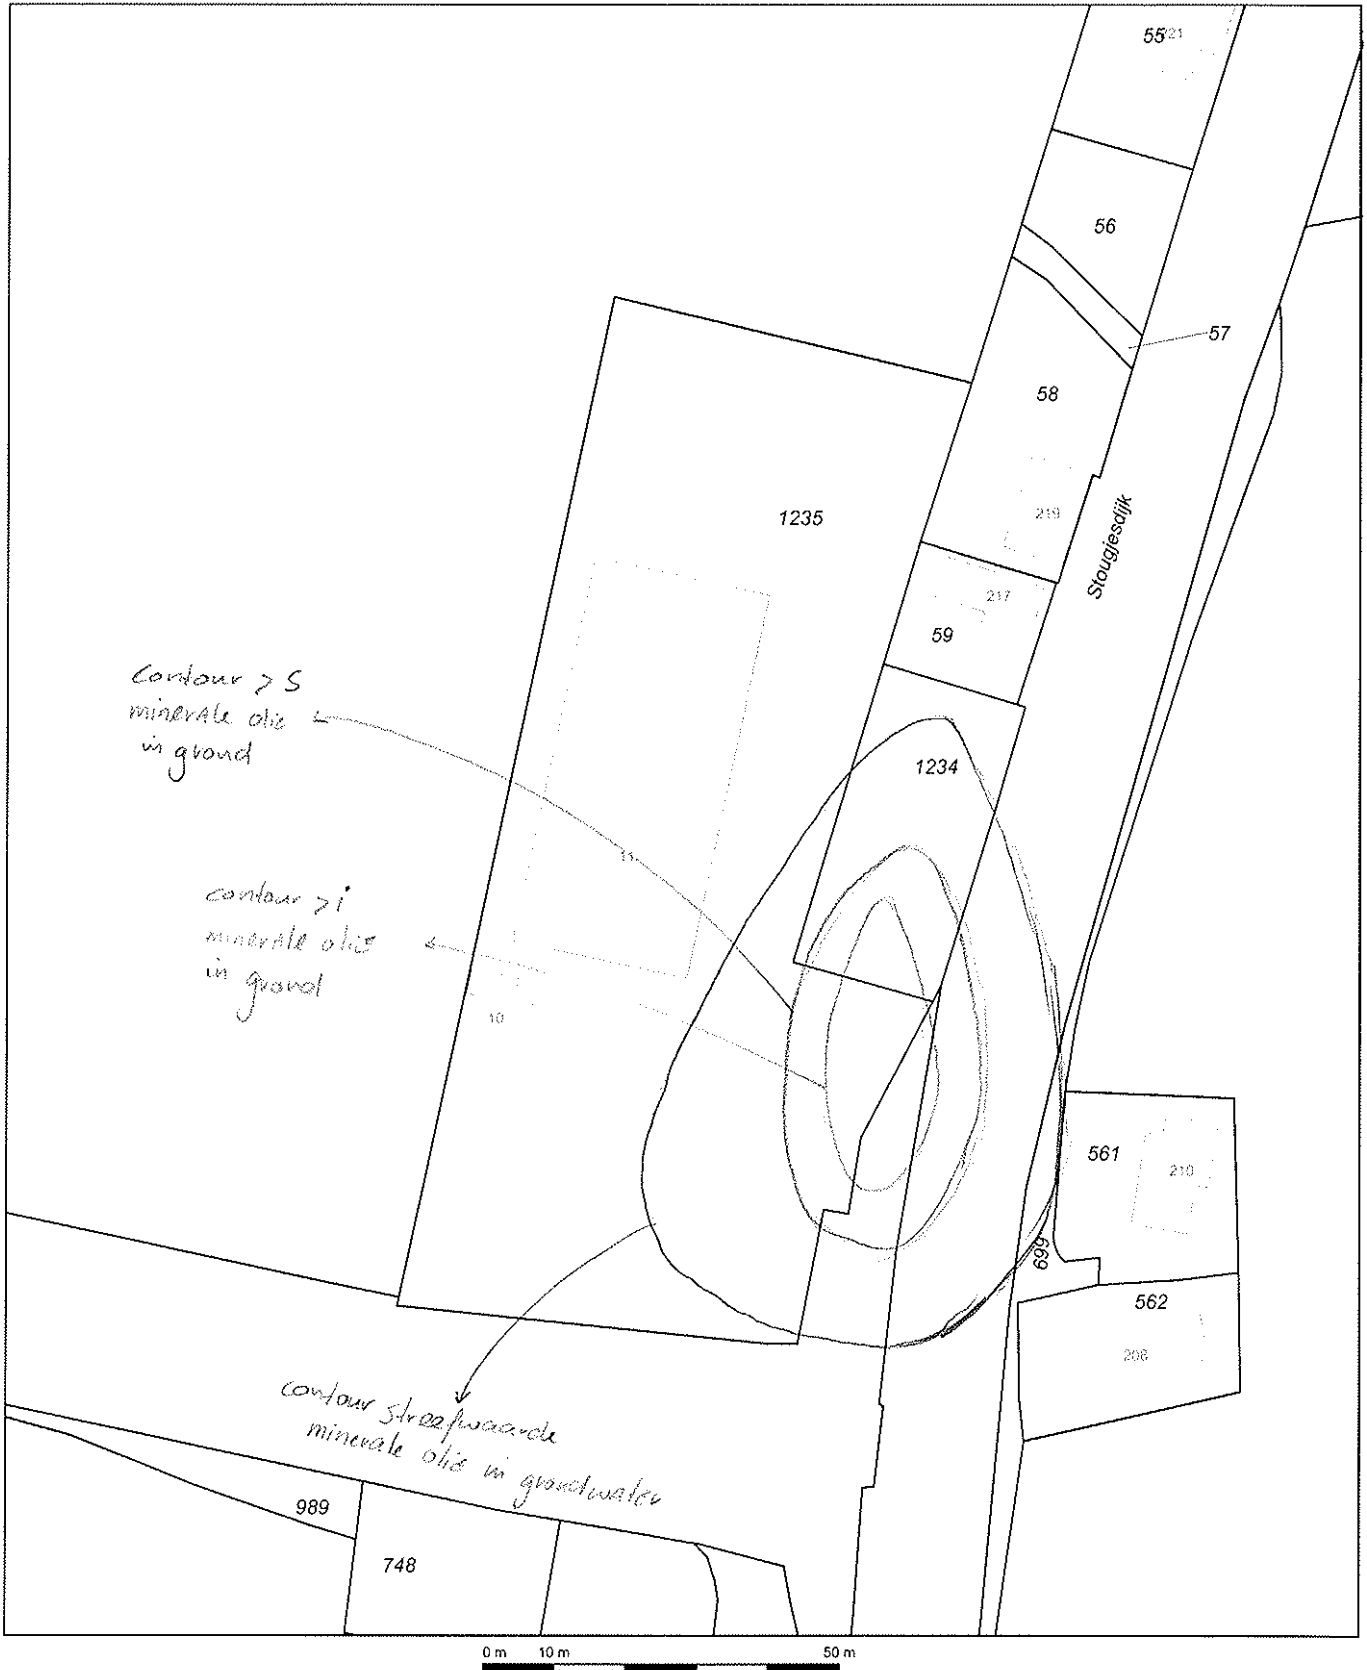 55
221
56
57
58
1235
219
Stougjesdijk
217
59
contour > S
minerale olie
in grond
1234
11
contour > i
minerale olie
in grond
10
561
210
699
562
208
contour streefwaarde
minerale olie in grondwater
989
748
0 m 10 m 50 m